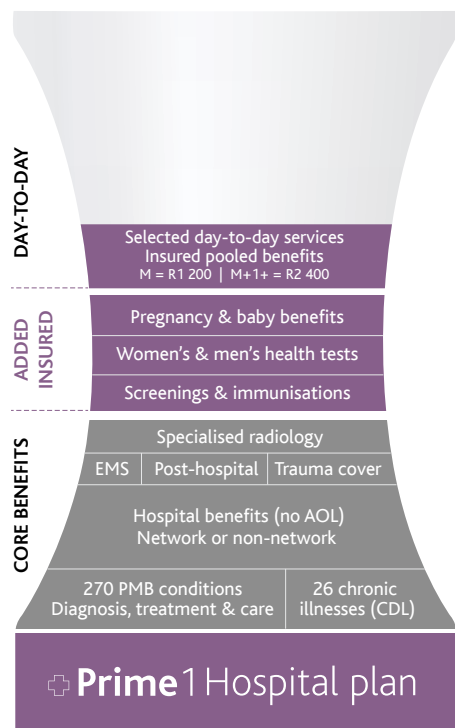 DAY-TO-DAY
Selected day-to-day services
Insured pooled benefits
M = R1 200 | M+1+ = R2 400
ADDED
INSURED
Pregnancy & baby benefits
Women’s & men’s health tests
Screenings & immunisations
CORE BENEFITS
Specialised radiology
EMS
Post-hospital
Trauma cover
Hospital benefits (no AOL)
Network or non-network
270 PMB conditions
Diagnosis, treatment & care
26 chronic
illnesses (CDL)
Prime1 Hospital plan